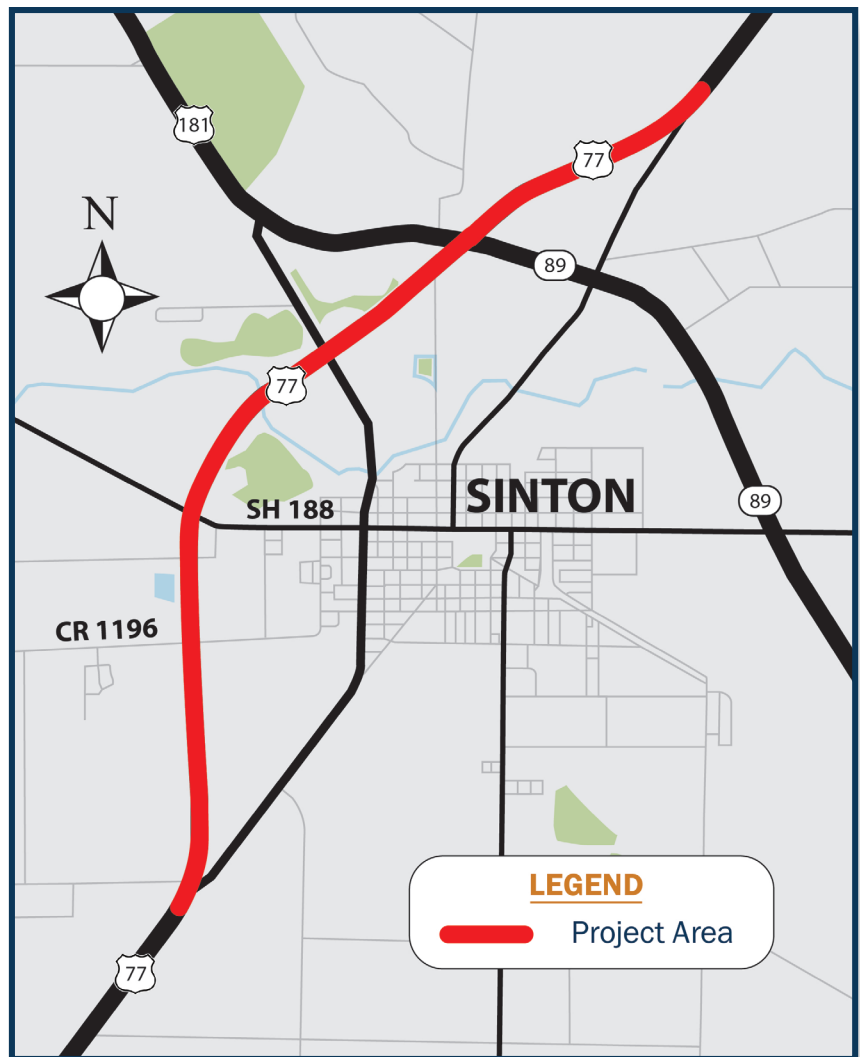 181
77
N
89
77
SINTON
SH 188
89
CR 1196
LEGEND
Project Area
77